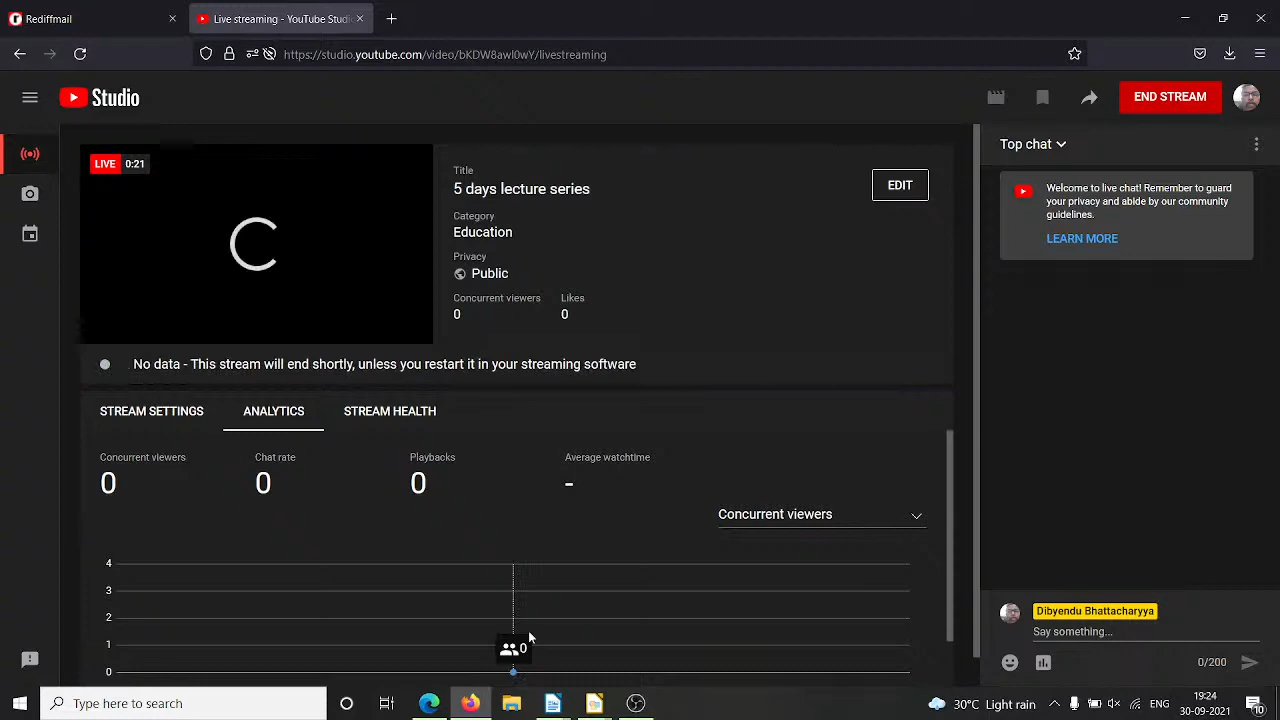 Rediffmail
Live streaming - YouTube Studi
https://studio.youtube.com/video/bKDW8awl0wY/livestreaming
Studio
END STREAM
LIVE 0:21
Title
5 days lecture series
EDIT
Category
Education
Privacy
Public
Concurrent viewers Likes
0 0
No data - This stream will end shortly, unless you restart it in your streaming software
STREAM SETTINGS ANALYTICS STREAM HEALTH
Concurrent viewers Chat rate Playbacks Average watchtime
0 0 0 -
Concurrent viewers
4
3
2
1
0
0
Top chat
Welcome to live chat! Remember to guard
your privacy and abide by our community
guidelines.
LEARN MORE
Dibyendu Bhattacharyya
Say something...
0/200
Type here to search
30°C Light rain
ENG
19:24
30-09-2021
10